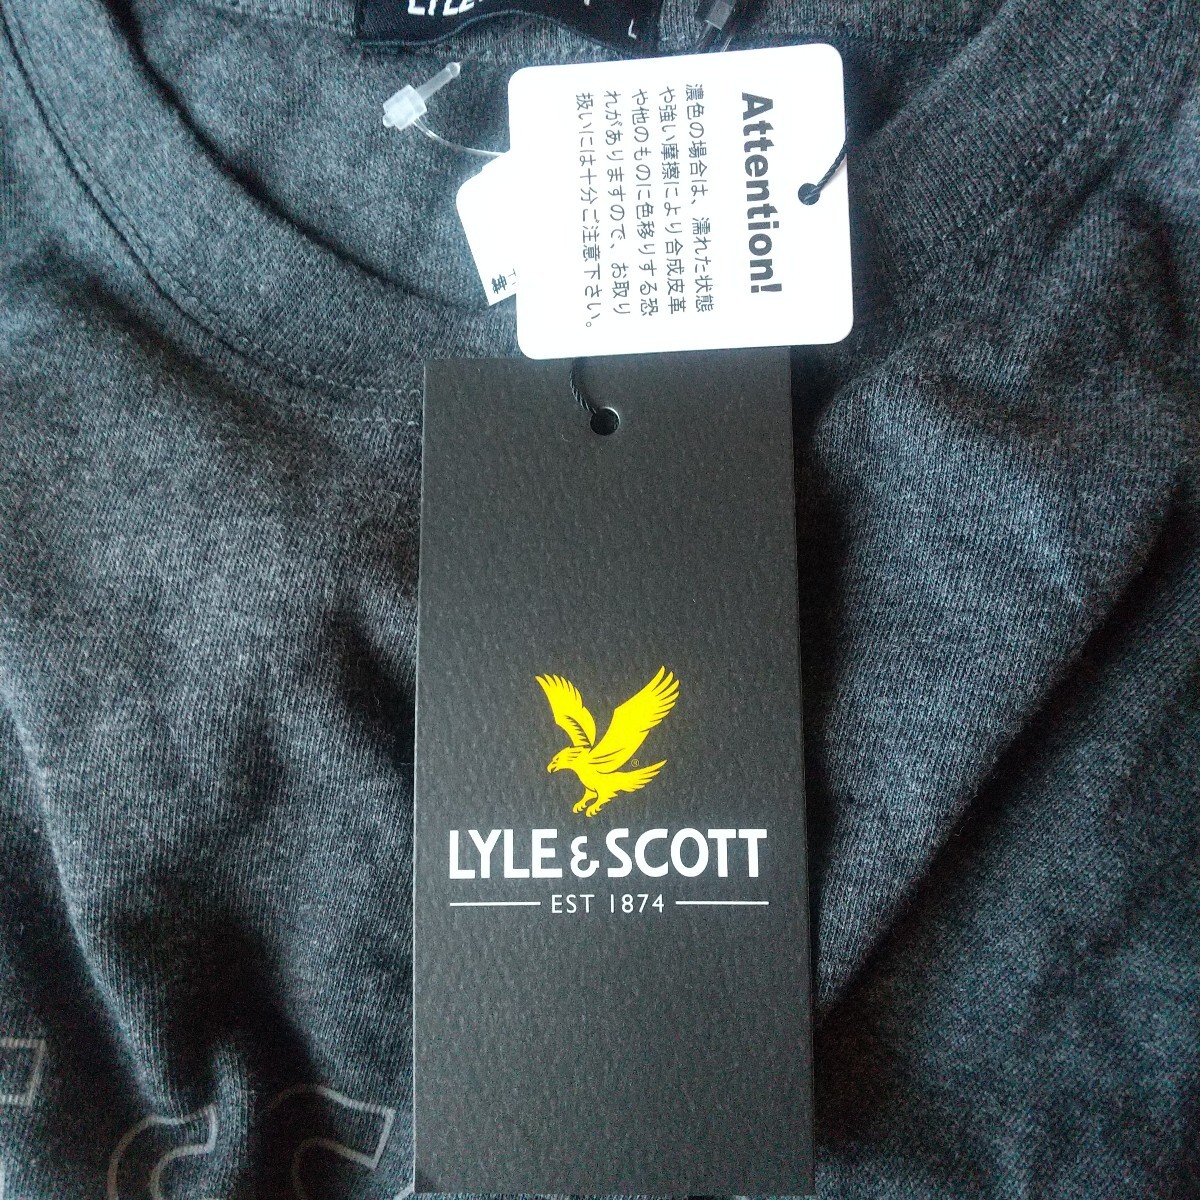 LYLE
L
Attention!
濃色の場合は、濡れた状態
や強い摩擦により合成皮革
や他のものに色移りする恐
れがありますので、お取り
扱いには十分ご注意下さい。
®
LYLE & SCOTT
EST 1874